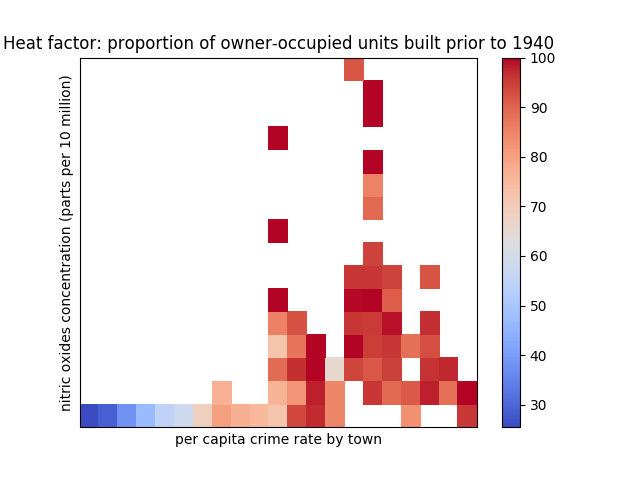 Heat factor: proportion of owner-occupied units built prior to 1940
nitric oxides concentration (parts per 10 million)
per capita crime rate by town
100
90
80
70
60
50
40
30